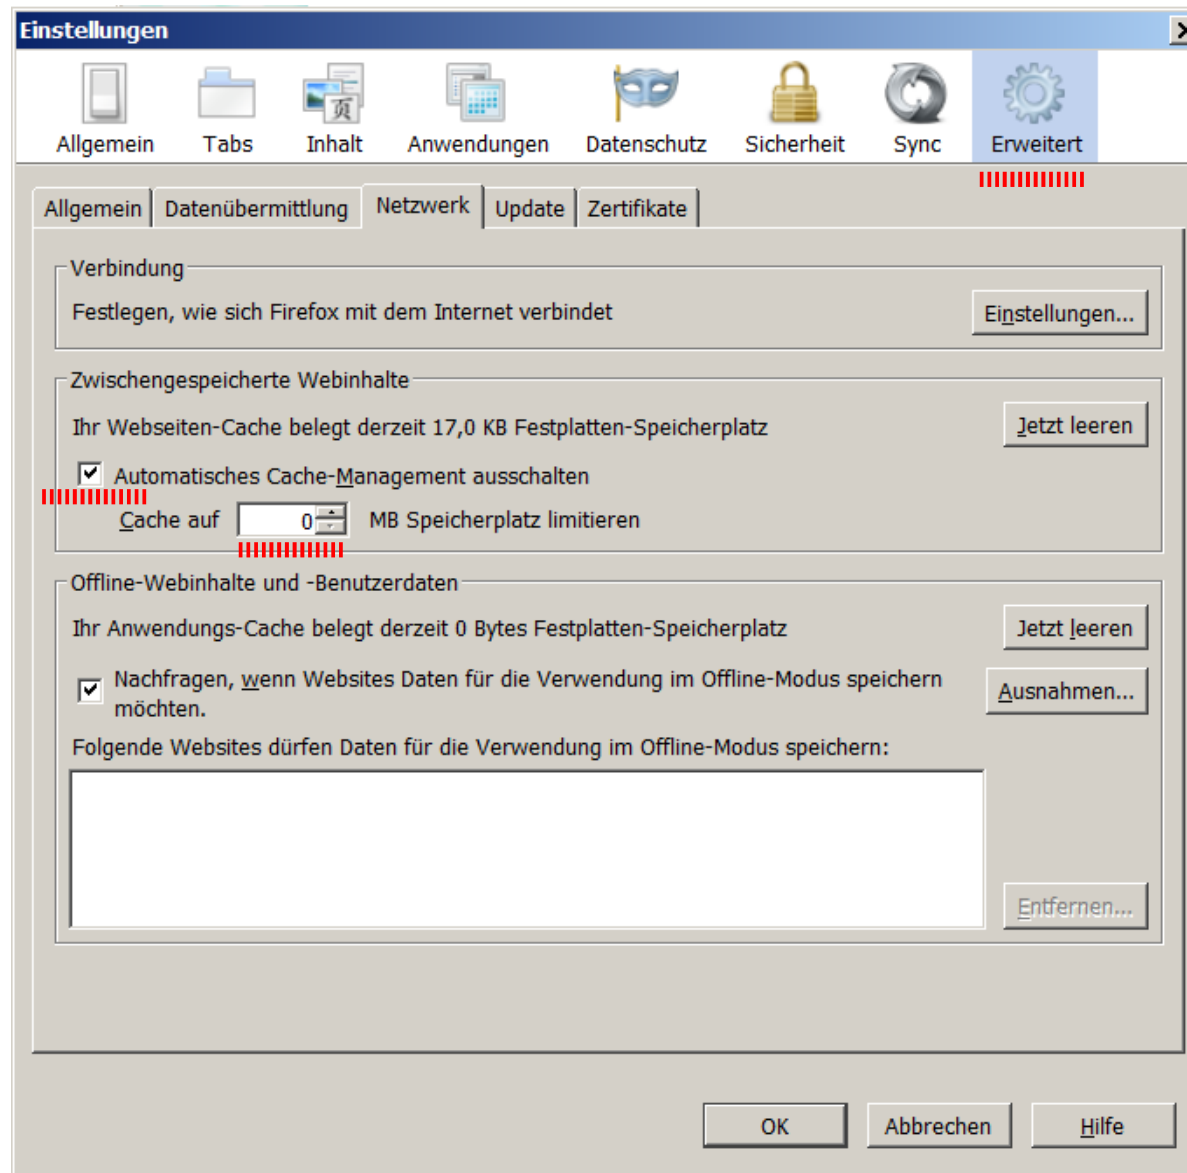 Einstellungen
页
Allgemein Tabs Inhalt Anwendungen Datenschutz Sicherheit Sync Erweitert
Allgemein Datenübermittlung Netzwerk Update Zertifikate
Verbindung
Festlegen, wie sich Firefox mit dem Internet verbindet Einstellungen...
Zwischengespeicherte Webinhalte
Ihr Webseiten-Cache belegt derzeit 17,0 KB Festplatten-Speicherplatz Jetzt leeren
Automatisches Cache-Management ausschalten
Cache auf 0 MB Speicherplatz limitieren
Offline-Webinhalte und -Benutzerdaten
Ihr Anwendungs-Cache belegt derzeit 0 Bytes Festplatten-Speicherplatz Jetzt leeren
Nachfragen, wenn Websites Daten für die Verwendung im Offline-Modus speichern
möchten. Ausnahmen...
Folgende Websites dürfen Daten für die Verwendung im Offline-Modus speichern:
Entfernen...
OK Abbrechen Hilfe